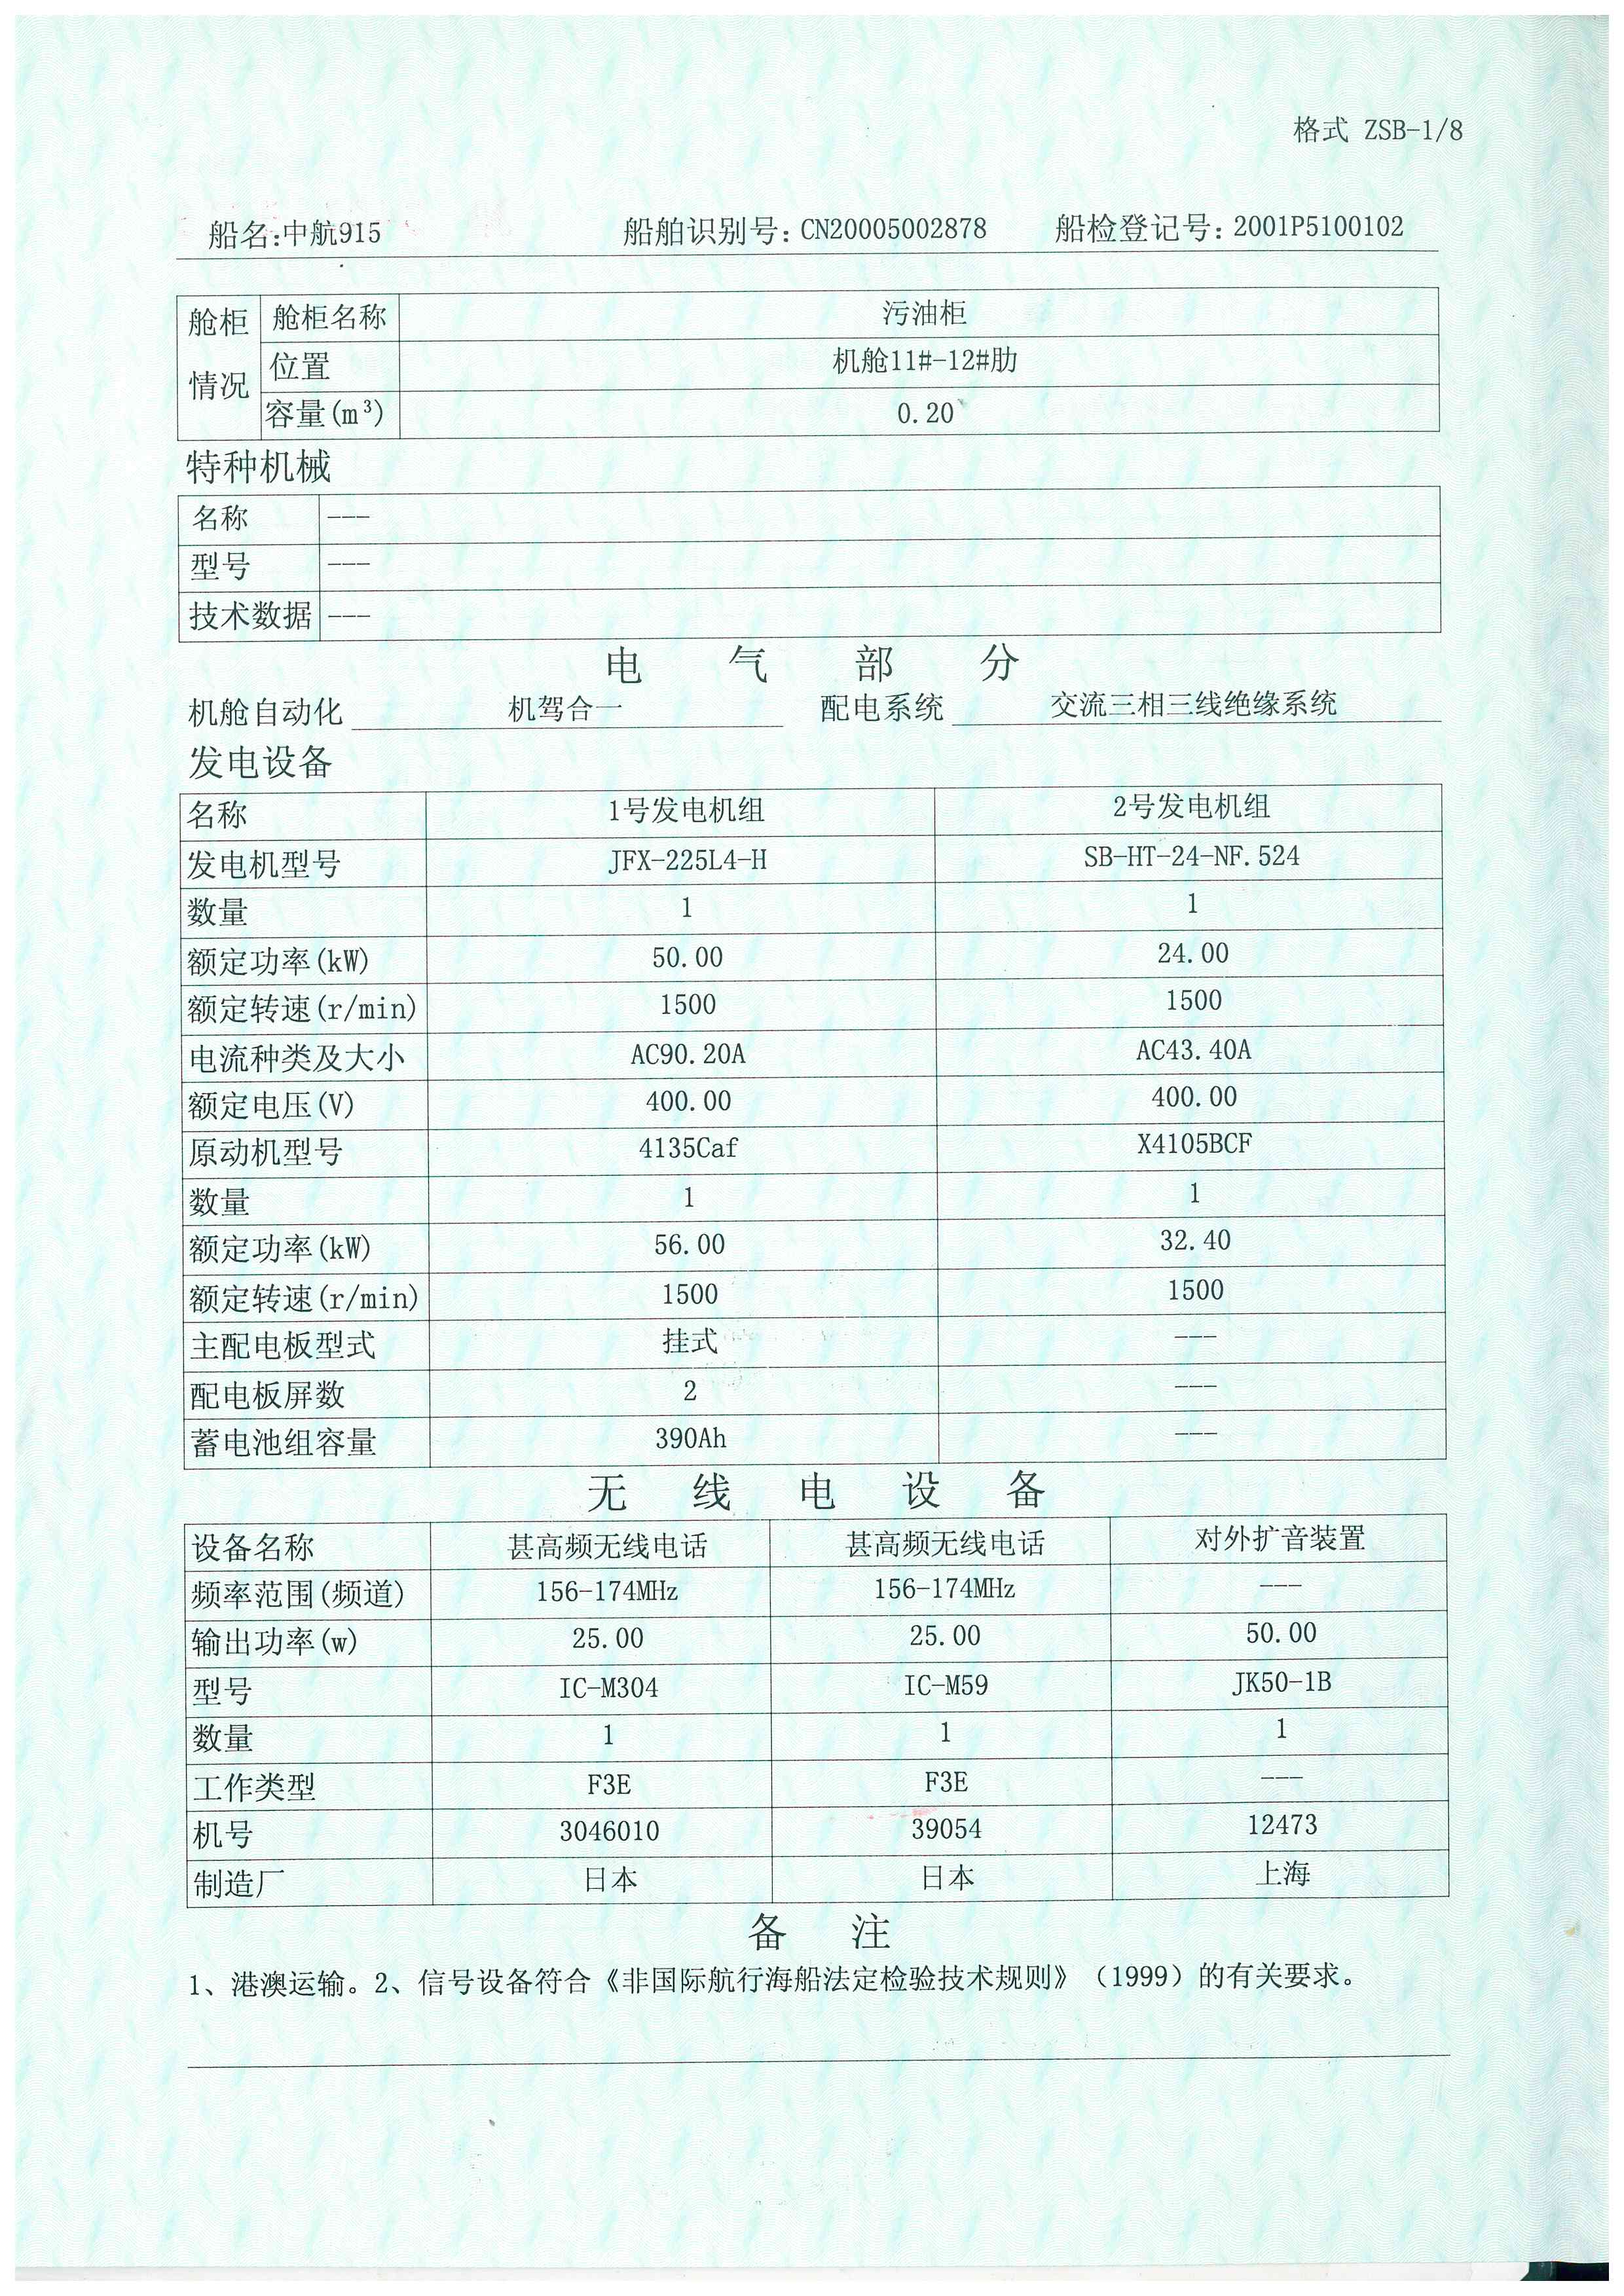 格式 ZSB-1/8
船名:中航915 船舶识别号:CN20005002878 船检登记号:2001P5100102
舱柜情况 舱柜名称 污油柜
位置 机舱11#-12#肋
容量(m³) 0.20
特种机械
名称 ---
型号 ---
技术数据 ---
电气部分
机舱自动化 机驾合一 配电系统 交流三相三线绝缘系统
发电设备
名称 1号发电机组 2号发电机组
发电机型号 JFX-225L4-H SB-HT-24-NF.524
数量 1 1
额定功率(kW) 50.00 24.00
额定转速(r/min) 1500 1500
电流种类及大小 AC90.20A AC43.40A
额定电压(V) 400.00 400.00
原动机型号 4135Caf X4105BCF
数量 1 1
额定功率(kW) 56.00 32.40
额定转速(r/min) 1500 1500
主配电板型式 挂式 ---
配电板屏数 2 ---
蓄电池组容量 390Ah ---
无线电设备
设备名称 甚高频无线电话 甚高频无线电话 对外扩音装置
频率范围(频道) 156-174MHz 156-174MHz ---
输出功率(w) 25.00 25.00 50.00
型号 IC-M304 IC-M59 JK50-1B
数量 1 1 1
工作类型 F3E F3E ---
机号 3046010 39054 12473
制造厂 日本 日本 上海
备注
1、港澳运输。2、信号设备符合《非国际航行海船法定检验技术规则》（1999）的有关要求。